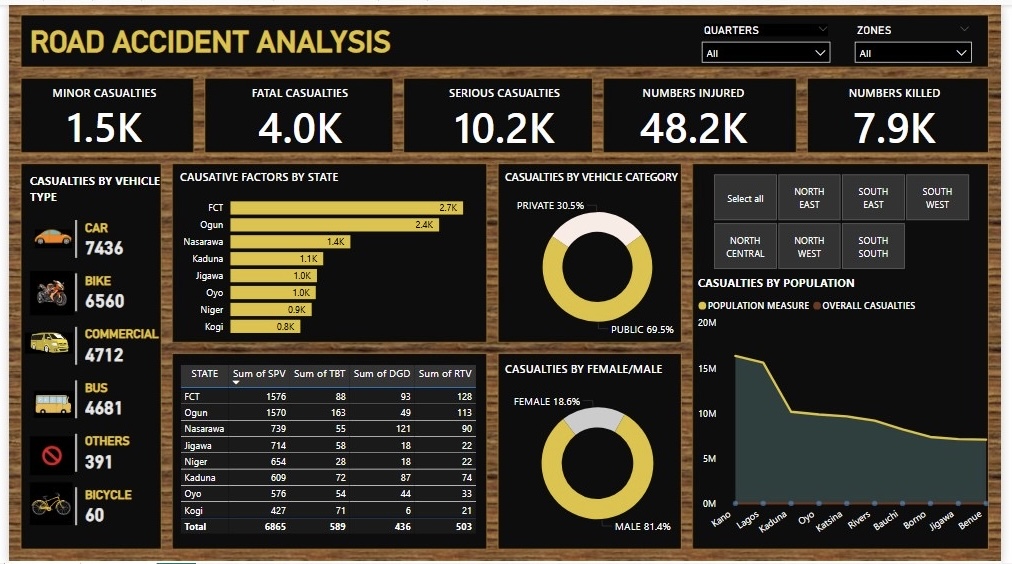 ROAD ACCIDENT ANALYSIS
QUARTERS
All
ZONES
All
MINOR CASUALTIES
1.5K
FATAL CASUALTIES
4.0K
SERIOUS CASUALTIES
10.2K
NUMBERS INJURED
48.2K
NUMBERS KILLED
7.9K
CASUALTIES BY VEHICLE
TYPE
CAR
7436
BIKE
6560
COMMERCIAL
4712
BUS
4681
OTHERS
391
BICYCLE
60
CAUSATIVE FACTORS BY STATE
FCT 2.7K
Ogun 2.4K
Nasarawa 1.4K
Kaduna 1.1K
Jigawa 1.0K
Oyo 1.0K
Niger 0.9K
Kogi 0.8K
STATE Sum of SPV Sum of TBT Sum of DGD Sum of RTV
FCT 1576 88 93 128
Ogun 1570 163 49 113
Nasarawa 739 55 121 90
Jigawa 714 58 18 22
Niger 654 28 18 22
Kaduna 609 72 87 74
Oyo 576 54 44 33
Kogi 427 71 6 21
Total 6865 589 436 503
CASUALTIES BY VEHICLE CATEGORY
PRIVATE 30.5%
PUBLIC 69.5%
CASUALTIES BY FEMALE/MALE
FEMALE 18.6%
MALE 81.4%
Select all
NORTH
EAST
SOUTH
EAST
SOUTH
WEST
NORTH
CENTRAL
NORTH
WEST
SOUTH
SOUTH
CASUALTIES BY POPULATION
POPULATION MEASURE OVERALL CASUALTIES
20M
15M
10M
5M
0M
Kano Lagos Kaduna Oyo Katsina Rivers Bauchi Borno Jigawa Benue